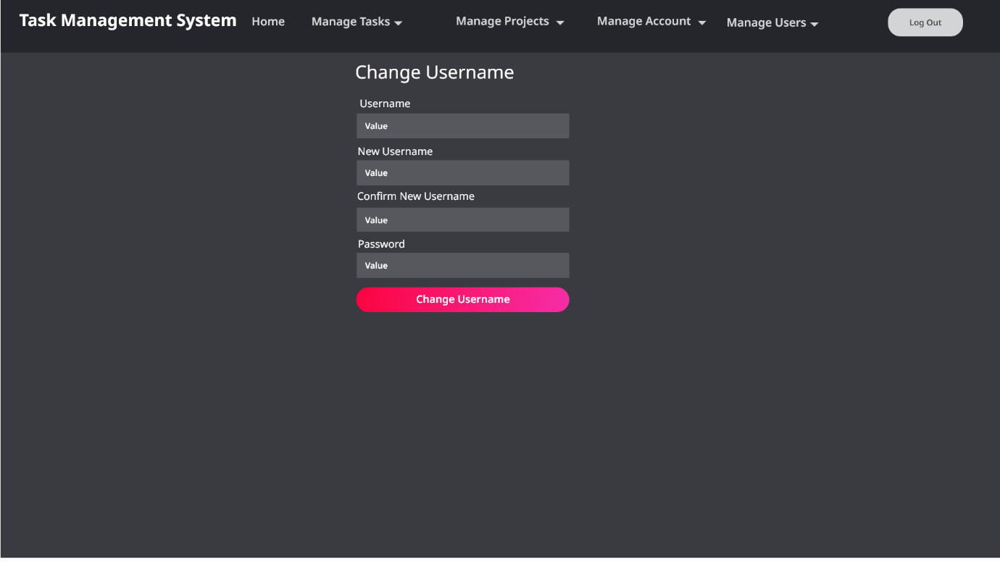 Task Management System Home Manage Tasks Manage Projects Manage Account Manage Users Log Out
Change Username
Username
Value
New Username
Value
Confirm New Username
Value
Password
Value
Change Username